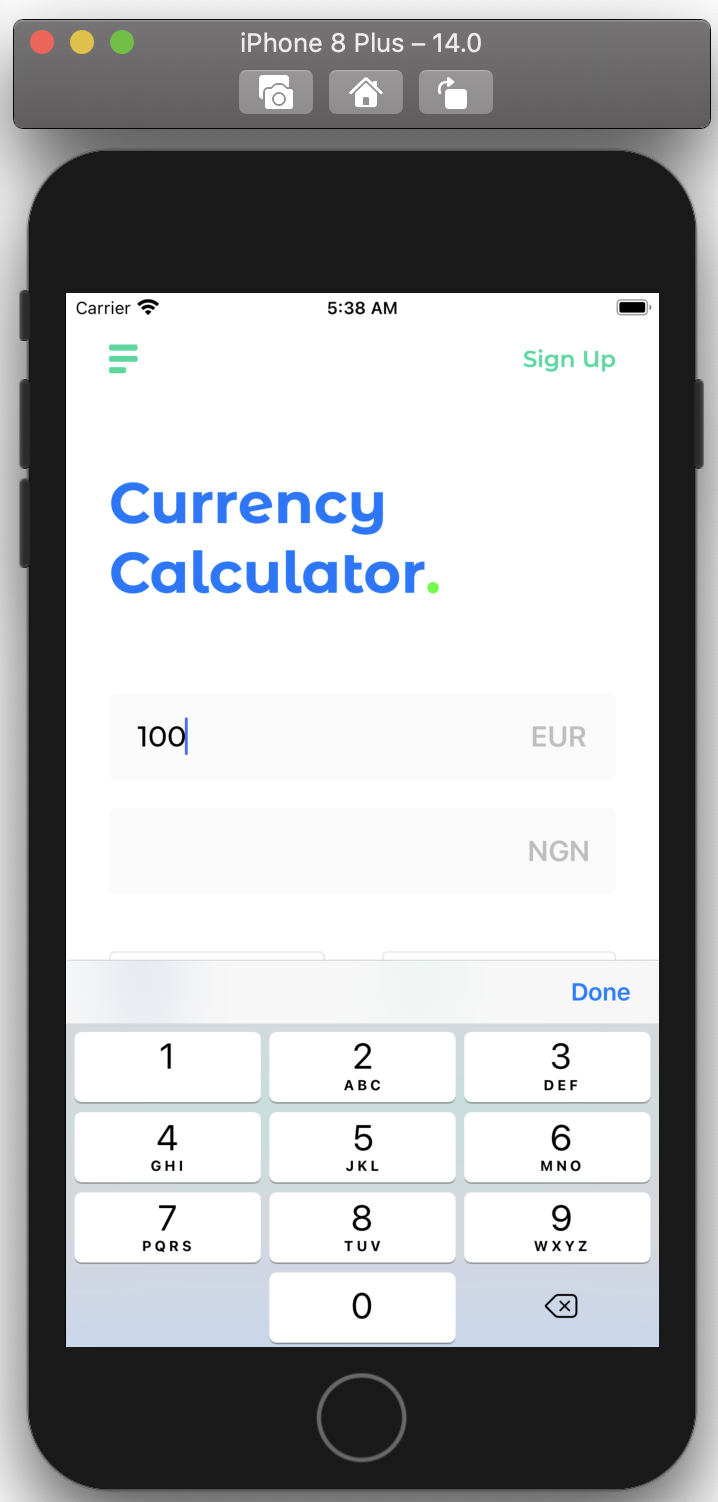 iPhone 8 Plus – 14.0
Carrier 5:38 AM
Sign Up
Currency
Calculator.
100 EUR
NGN
Done
1 2 3
ABC DEF
4 5 6
GHI JKL MNO
7 8 9
PQRS TUV WXYZ
0